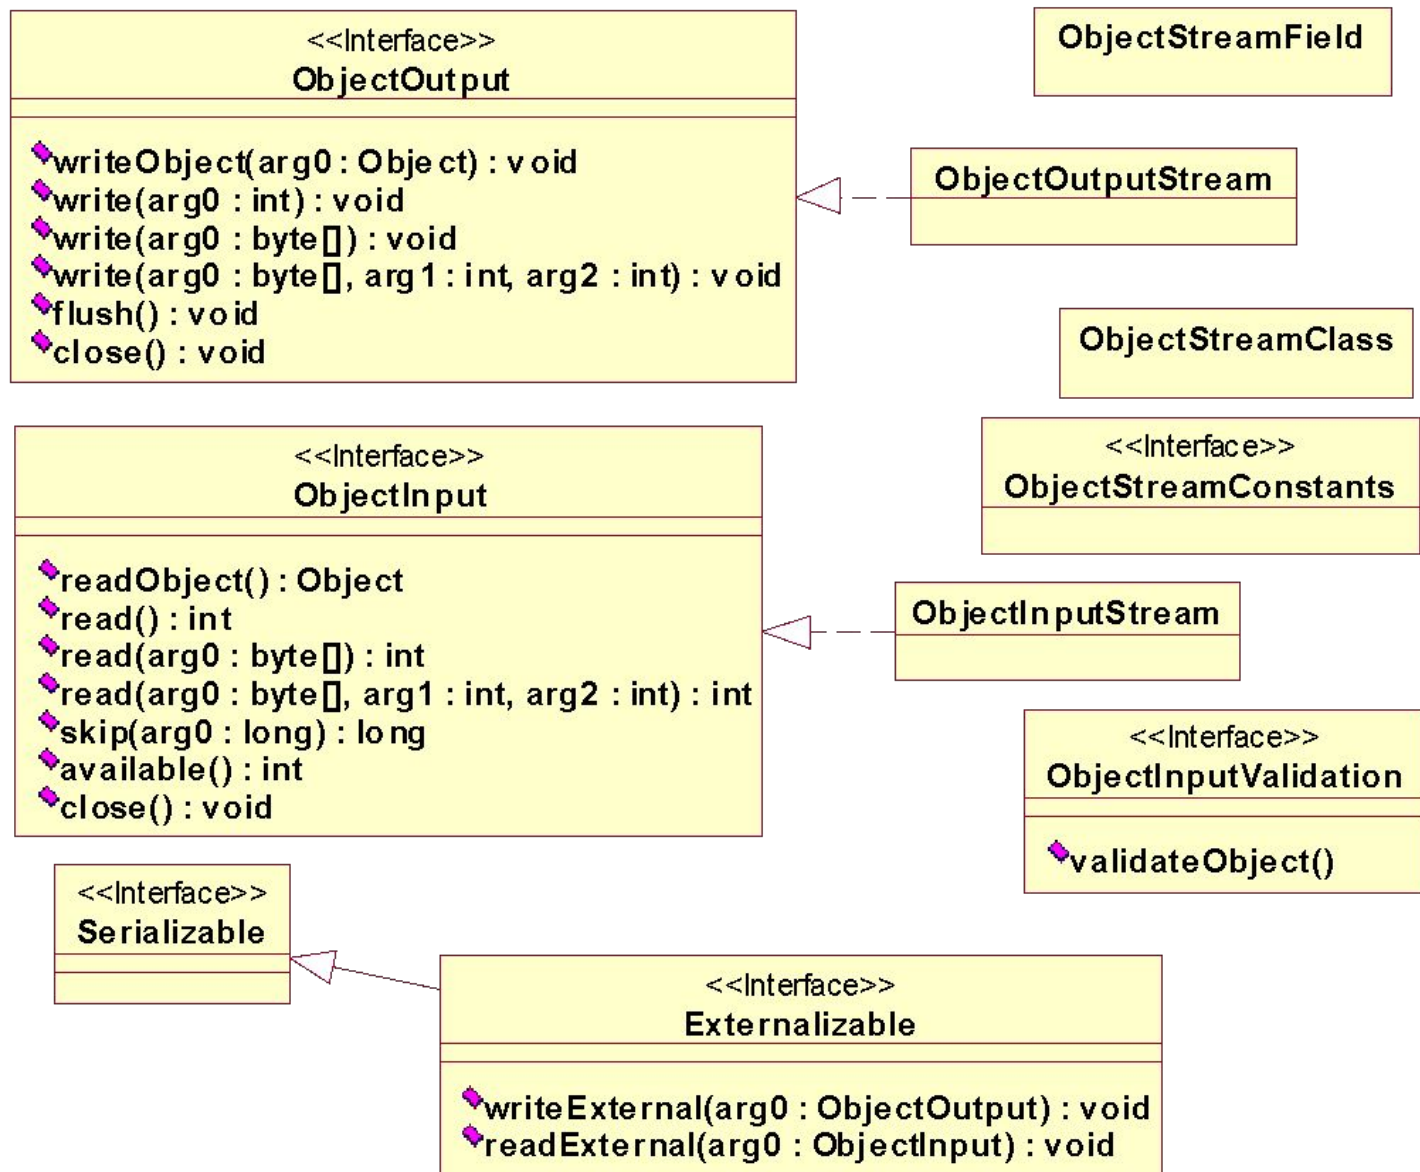 <<Interface>>
ObjectOutput
writeObject(arg0 : Object) : void
write(arg0 : int) : void
write(arg0 : byte[]) : void
write(arg0 : byte[], arg1 : int, arg2 : int) : void
flush() : void
close() : void
ObjectStreamField
ObjectOutputStream
ObjectStreamClass
<<Interface>>
ObjectInput
readObject() : Object
read() : int
read(arg0 : byte[]) : int
read(arg0 : byte[], arg1 : int, arg2 : int) : int
skip(arg0 : long) : long
available() : int
close() : void
<<Interface>>
ObjectStreamConstants
ObjectInputStream
<<Interface>>
ObjectInputValidation
validateObject()
<<Interface>>
Serializable
<<Interface>>
Externalizable
writeExternal(arg0 : ObjectOutput) : void
readExternal(arg0 : ObjectInput) : void